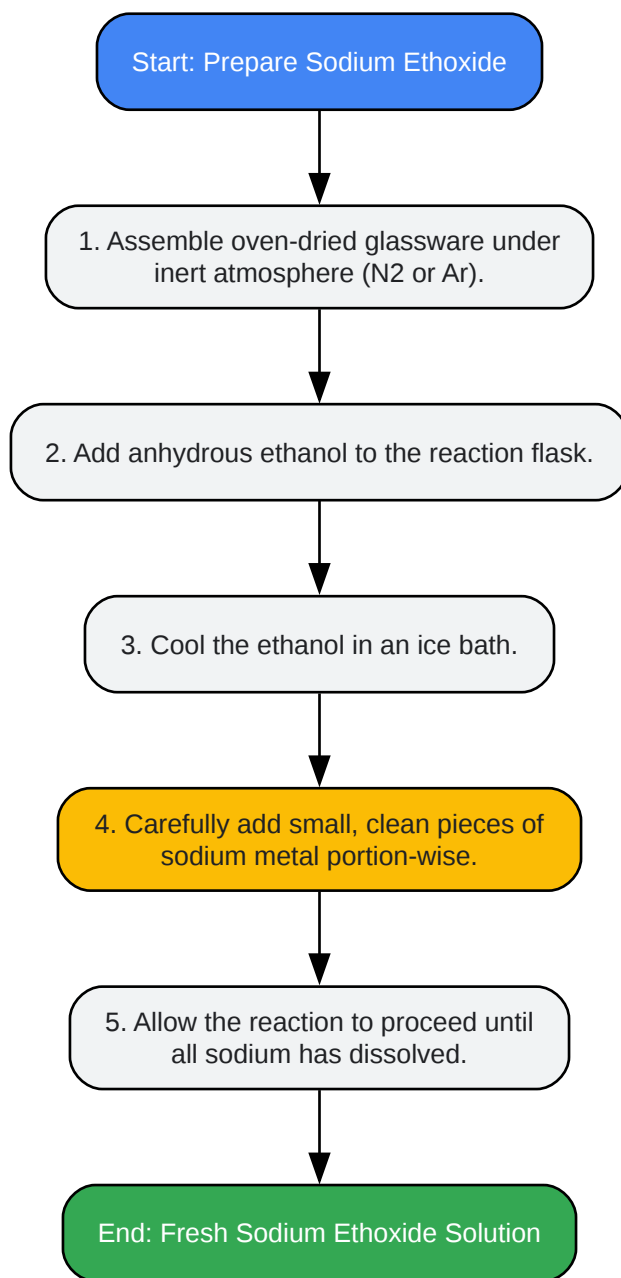 Start: Prepare Sodium Ethoxide
1. Assemble oven-dried glassware under
inert atmosphere (N2 or Ar).
2. Add anhydrous ethanol to the reaction flask.
3. Cool the ethanol in an ice bath.
4. Carefully add small, clean pieces of
sodium metal portion-wise.
5. Allow the reaction to proceed until
all sodium has dissolved.
End: Fresh Sodium Ethoxide Solution